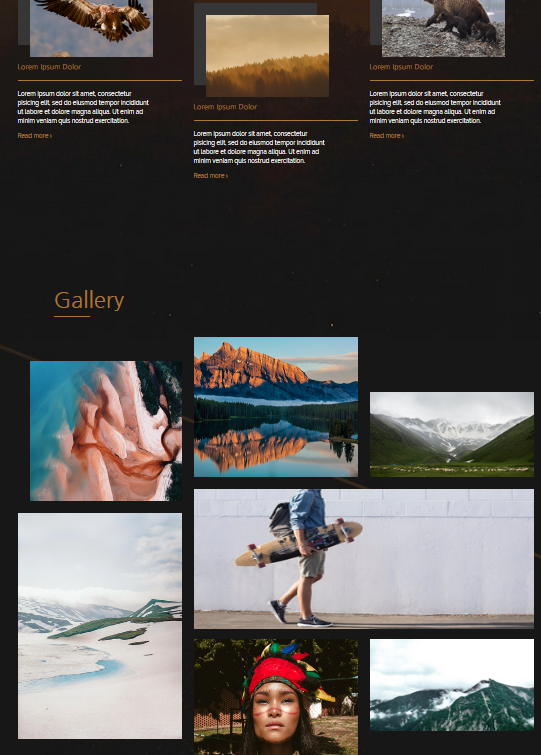 Lorem Ipsum Dolor
Lorem ipsum dolor sit amet, consectetur
pisicing elit, sed do eiusmod tempor incididunt
ut labore et dolore magna aliqua. Ut enim ad
minim veniam quis nostrud exercitation.
Read more ›
Lorem Ipsum Dolor
Lorem ipsum dolor sit amet, consectetur
pisicing elit, sed do eiusmod tempor incididunt
ut labore et dolore magna aliqua. Ut enim ad
minim veniam quis nostrud exercitation.
Read more ›
Lorem Ipsum Dolor
Lorem ipsum dolor sit amet, consectetur
pisicing elit, sed do eiusmod tempor incididunt
ut labore et dolore magna aliqua. Ut enim ad
minim veniam quis nostrud exercitation.
Read more ›
Gallery